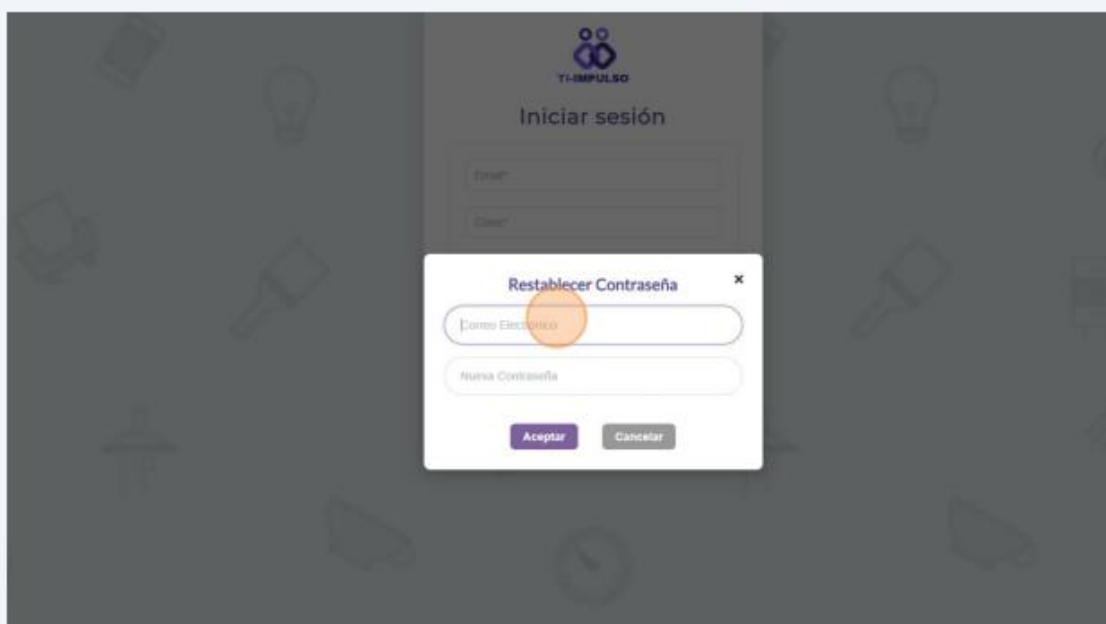 TI-IMPULSO
Iniciar sesión
Email*
Clave*
Restablecer Contraseña
×
Correo Electrónico
Nueva Contraseña
Aceptar
Cancelar